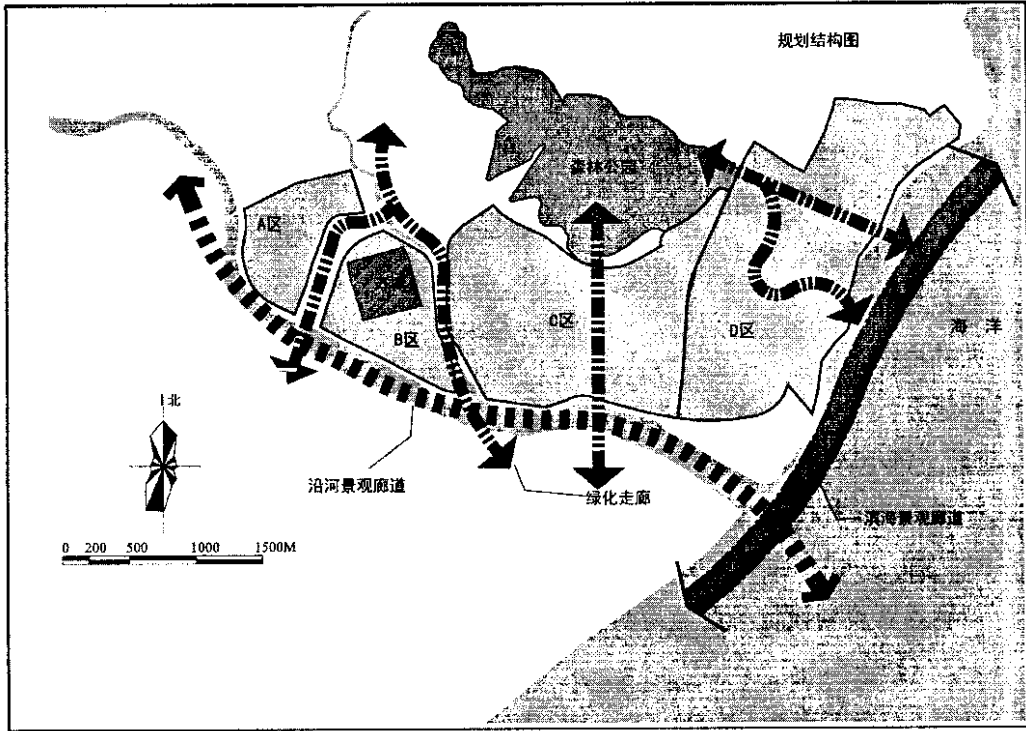 规划结构图
森林公园
A区
B区
C区
D区
海 洋
北
沿河景观廊道
绿化走廊
滨海景观廊道
0 200 500 1000 1500M